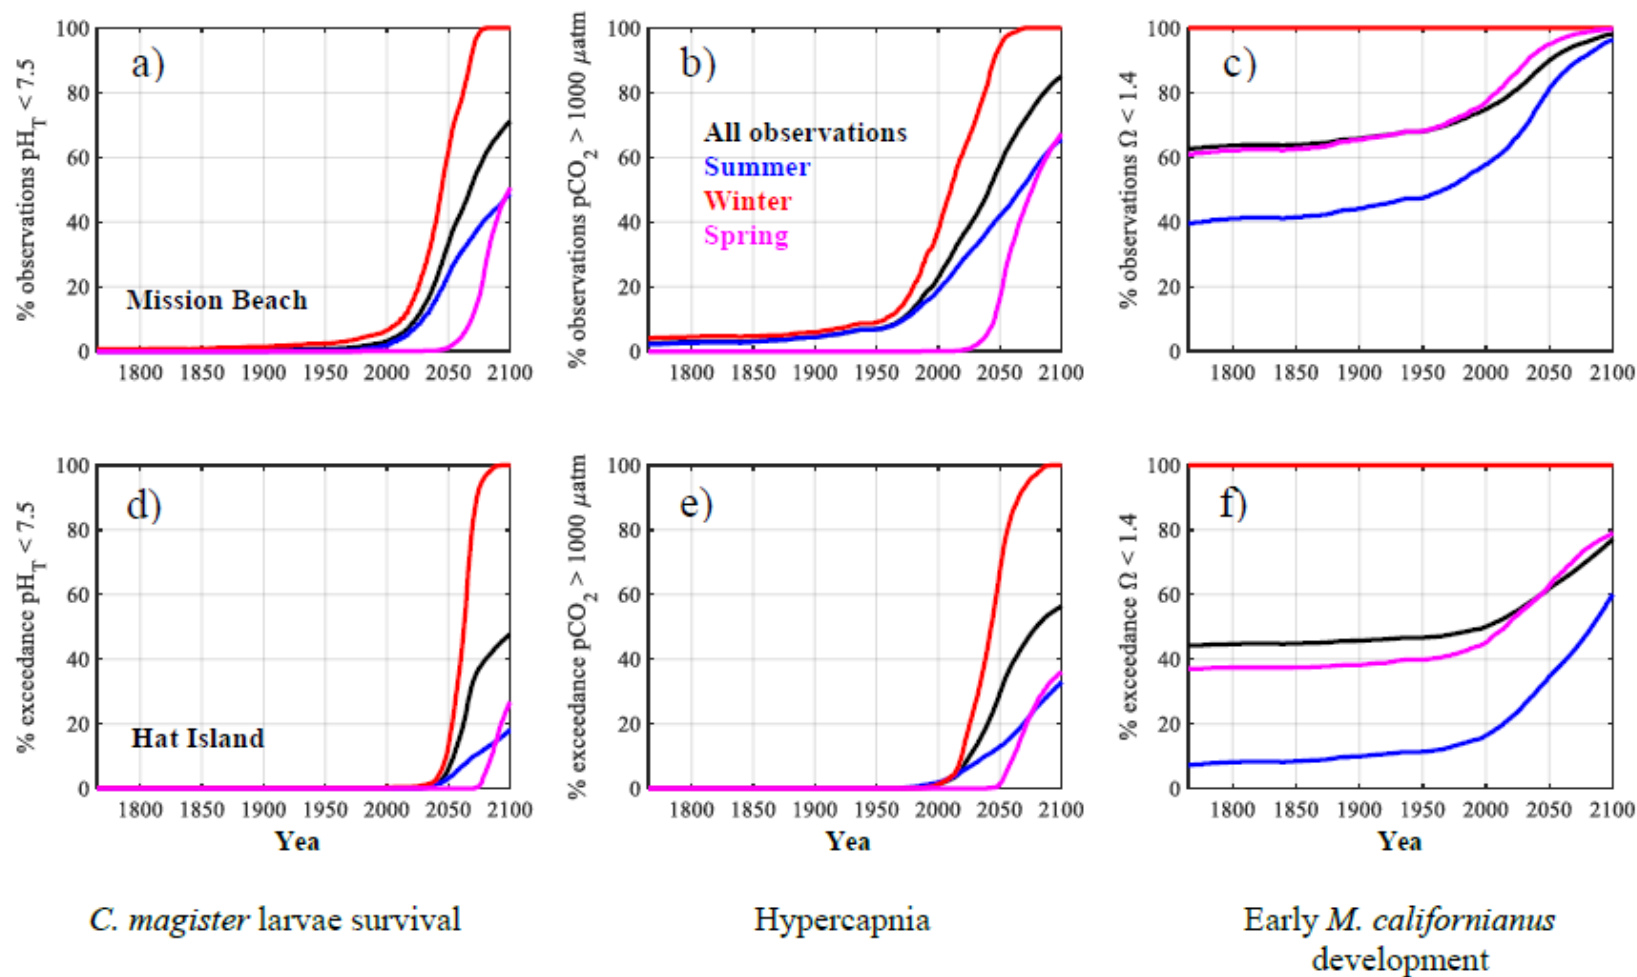 a)
% observations pH_T < 7.5
100
80
60
40
20
0
Mission Beach
1800 1850 1900 1950 2000 2050 2100
b)
% observations pCO_2 > 1000 µatm
100
80
60
40
20
0
All observations
Summer
Winter
Spring
1800 1850 1900 1950 2000 2050 2100
c)
% observations Ω < 1.4
100
80
60
40
20
0
1800 1850 1900 1950 2000 2050 2100
d)
% exceedance pH_T < 7.5
100
80
60
40
20
0
Hat Island
1800 1850 1900 1950 2000 2050 2100
Yea
e)
% exceedance pCO_2 > 1000 µatm
100
80
60
40
20
0
1800 1850 1900 1950 2000 2050 2100
Yea
f)
% exceedance Ω < 1.4
100
80
60
40
20
0
1800 1850 1900 1950 2000 2050 2100
Yea
C. magister larvae survival
Hypercapnia
Early M. californianus
development